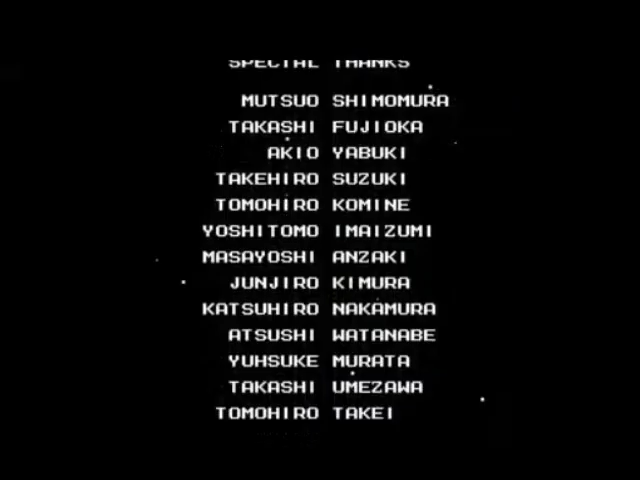 SPECIAL THANKS
MUTSUO SHIMOMURA
TAKASHI FUJIOKA
AKIO YABUKI
TAKEHIRO SUZUKI
TOMOHIRO KOMINE
YOSHITOMO IMAIZUMI
MASAYOSHI ANZAKI
JUNJIRO KIMURA
KATSUHIRO NAKAMURA
ATSUSHI WATANABE
YUHSUKE MURATA
TAKASHI UMEZAWA
TOMOHIRO TAKEI